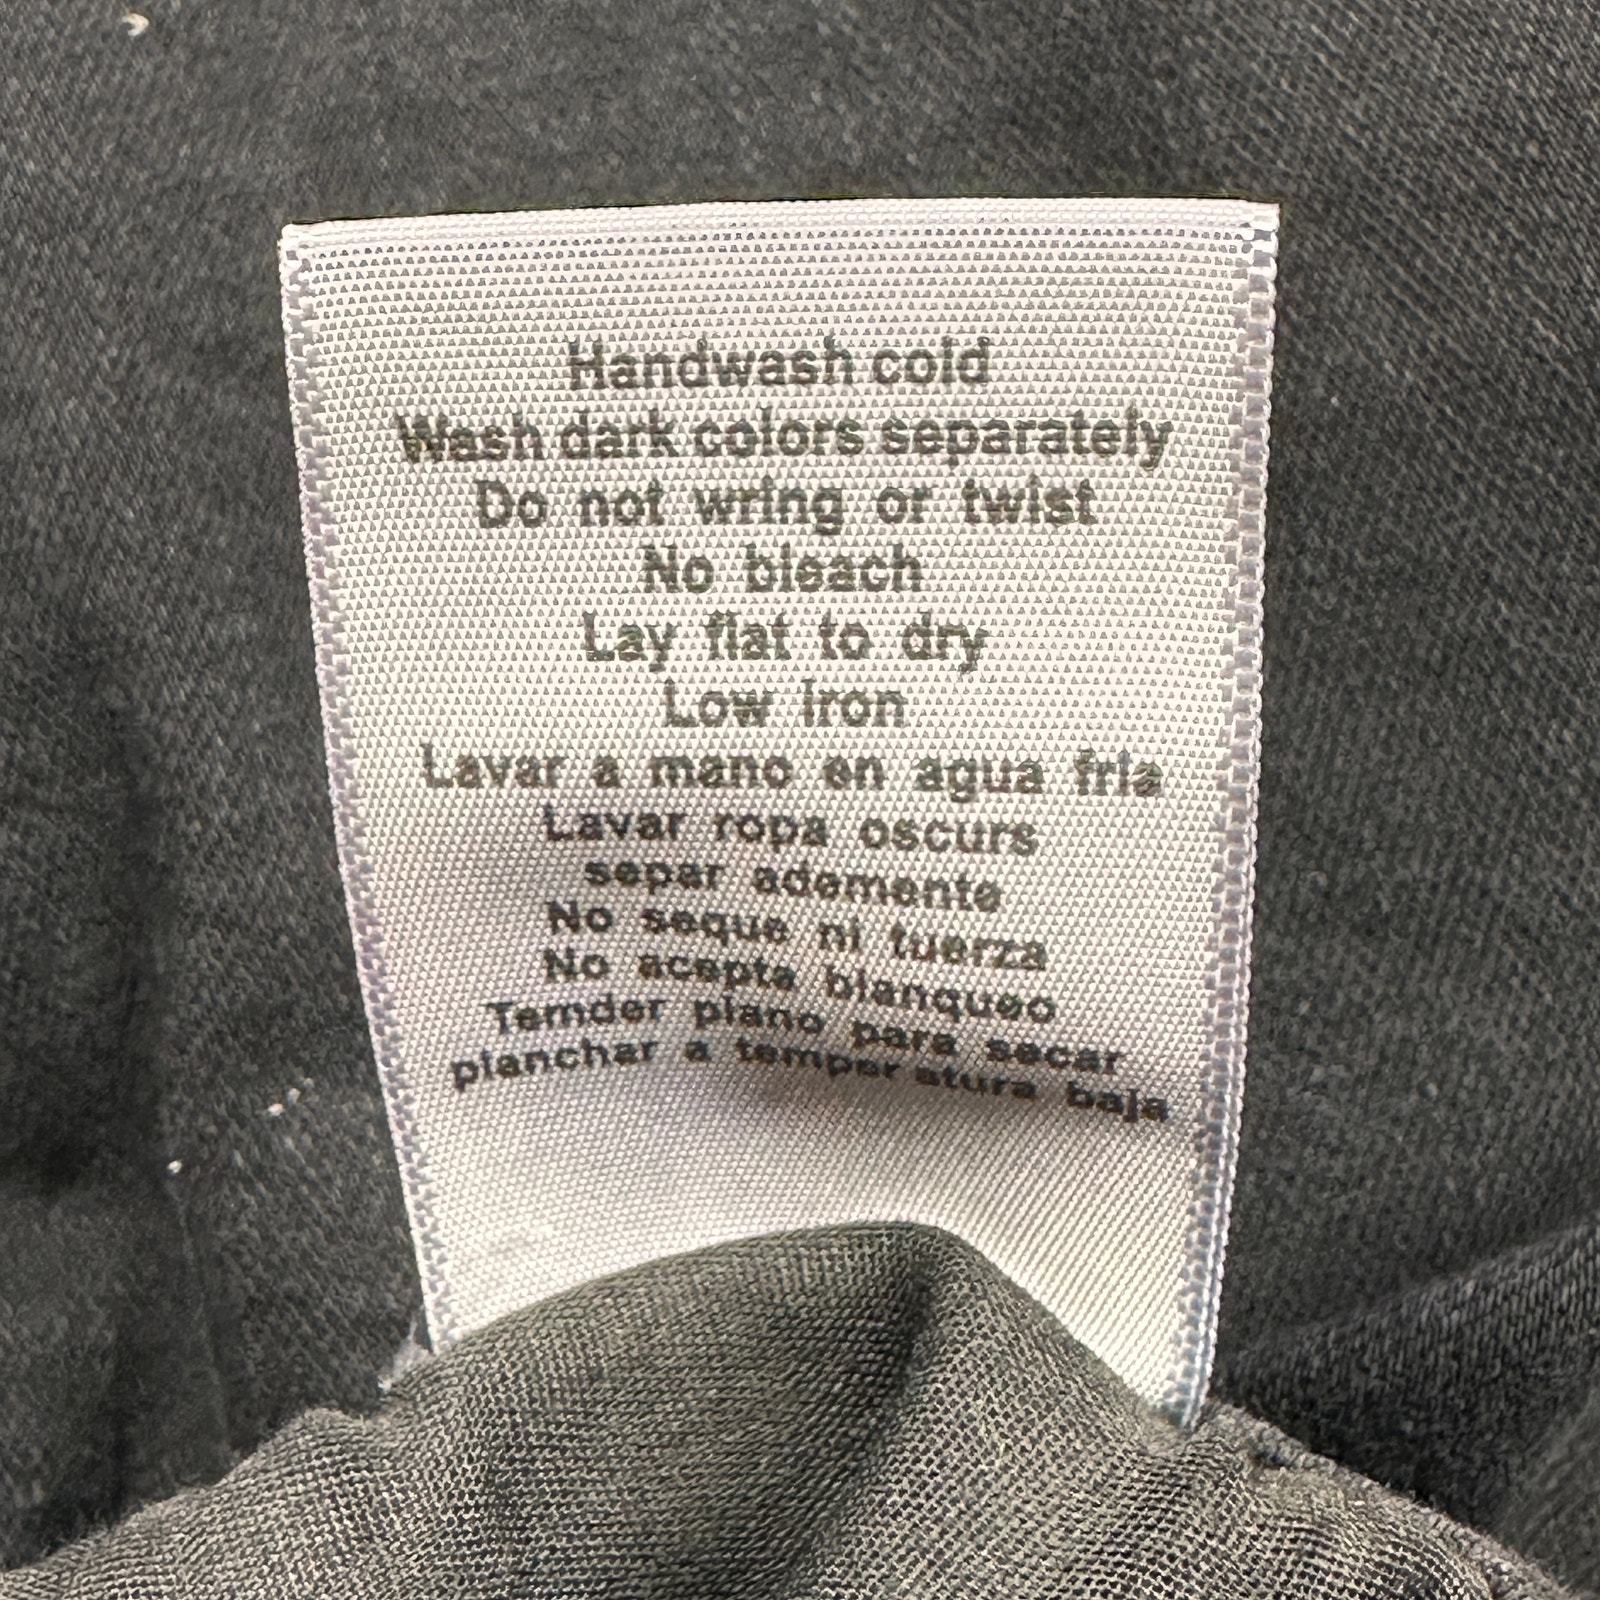 Handwash cold
Wash dark colors separately
Do not wring or twist
No bleach
Lay flat to dry
Low iron
Lavar a mano en agua fria
Lavar ropa oscurs
separ ademente
No seque ni tuerza
No acepta blanqueo
Temder plano para secar
planchar a temper atura baja